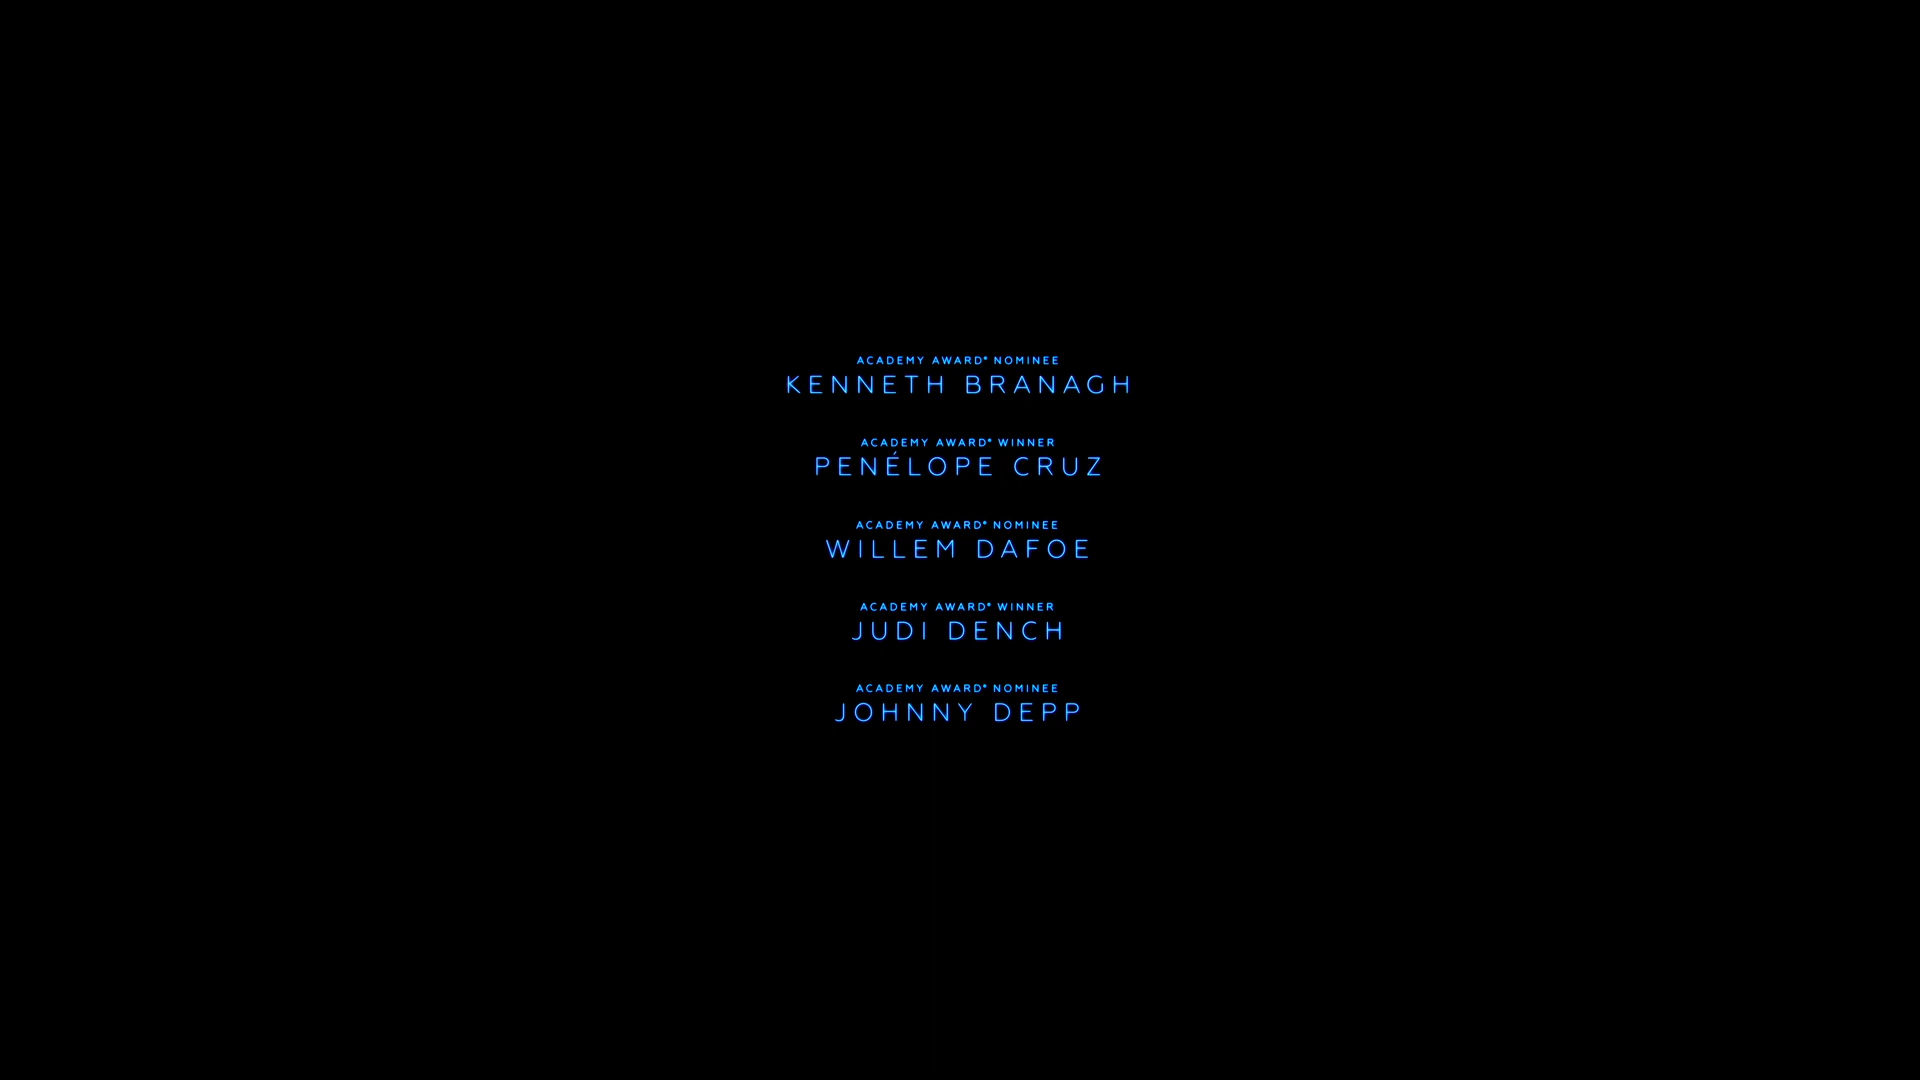 ACADEMY AWARD® NOMINEE
KENNETH BRANAGH
ACADEMY AWARD® WINNER
PENÉLOPE CRUZ
ACADEMY AWARD® NOMINEE
WILLEM DAFOE
ACADEMY AWARD® WINNER
JUDI DENCH
ACADEMY AWARD® NOMINEE
JOHNNY DEPP